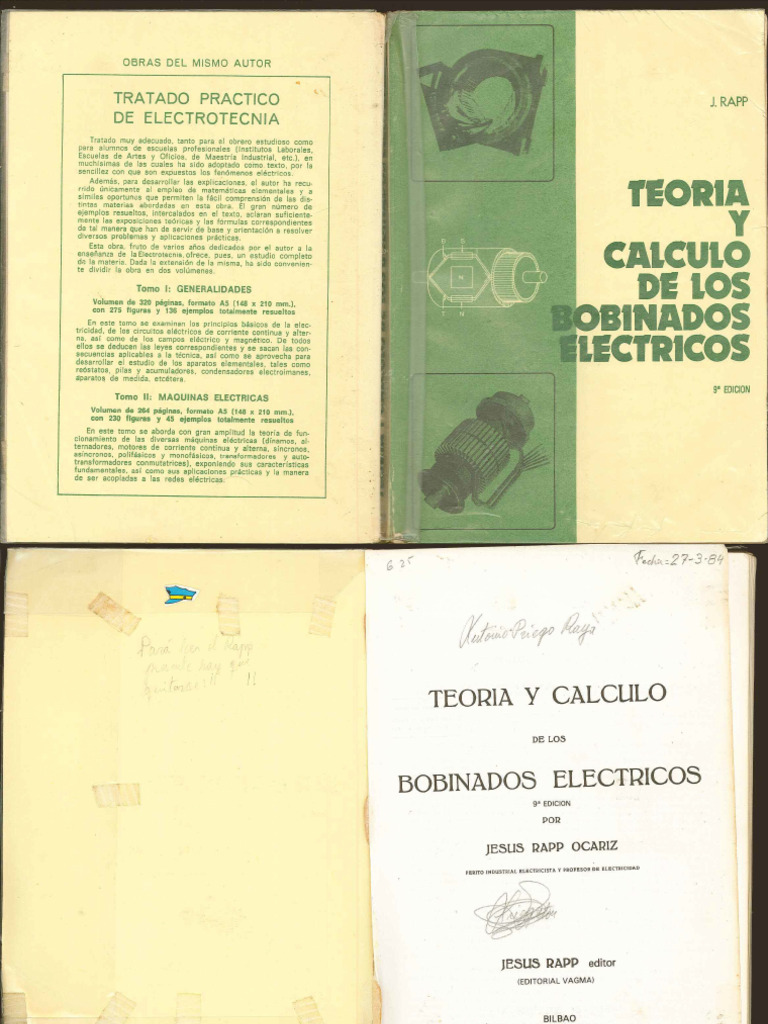 OBRAS DEL MISMO AUTOR
TRATADO PRACTICO
DE ELECTROTECNIA
Tratado muy adecuado, tanto para el obrero estudioso como
para alumnos de escuelas profesionales (Institutos Laborales,
Escuelas de Artes y Oficios, de Maestría Industrial, etc.), en
muchísimas de las cuales ha sido adoptado como texto, por la
sencillez con que son expuestos los fenómenos eléctricos.
Además, para desarrollar las explicaciones, el autor ha recu-
rrido únicamente al empleo de matemáticas elementales y a
símiles oportunos que permiten la fácil comprensión de las dis-
tintas materias abordadas en esta obra. El gran número de
ejemplos resueltos, intercalados en el texto, aclaran suficiente-
mente las exposiciones teóricas y las fórmulas correspondientes
de tal manera que han de servir de base y orientación a resolver
diversos problemas y aplicaciones prácticas.
Esta obra, fruto de varios años dedicados por el autor a la
enseñanza de la Electrotecnia, ofrece, pues, un estudio completo
de la materia. Dada la extensión de la misma, ha sido convenien-
te dividir la obra en dos volúmenes.
Tomo I: GENERALIDADES
Volumen de 320 páginas, formato A5 (148 x 210 mm.),
con 275 figuras y 136 ejemplos totalmente resueltos
En este tomo se examinan los principios básicos de la elec-
tricidad, de los circuitos eléctricos de corriente continua y alter-
na, así como de los campos eléctrico y magnético. De todos
ellos se deducen las leyes correspondientes y se sacan las con-
secuencias aplicables a la técnica, así como se aprovecha para
desarrollar el estudio de los aparatos elementales, tales como
reóstatos, pilas y acumuladores, condensadores electroimanes,
aparatos de medida, etcétera.
Tomo II: MAQUINAS ELECTRICAS
Volumen de 264 páginas, formato A5 (148 x 210 mm.),
con 230 figuras y 45 ejemplos totalmente resueltos
En este tomo se aborda con gran amplitud la teoría de fun-
cionamiento de las diversas máquinas eléctricas (dínamos, al-
ternadores, motores de corriente continua y alterna, síncronos,
asíncronos, polifásicos y monofásicos, transformadores y auto-
transformadores conmutatrices), exponiendo sus características
fundamentales, así como sus aplicaciones prácticas y la manera
de ser acopladas a las redes eléctricas.
J. RAPP
TEORIA
Y
CALCULO
DE LOS
BOBINADOS
ELECTRICOS
9ª EDICION
T N
Para leer el Rapp
hay que
!!
6 25
Fecha = 27-3-84
Antonio Priego Raya
TEORIA Y CALCULO
DE LOS
BOBINADOS ELECTRICOS
9ª EDICION
POR
JESUS RAPP OCARIZ
PERITO INDUSTRIAL ELECTRICISTA Y PROFESOR DE ELECTRICIDAD
JESUS RAPP editor
(EDITORIAL VAGMA)
BILBAO